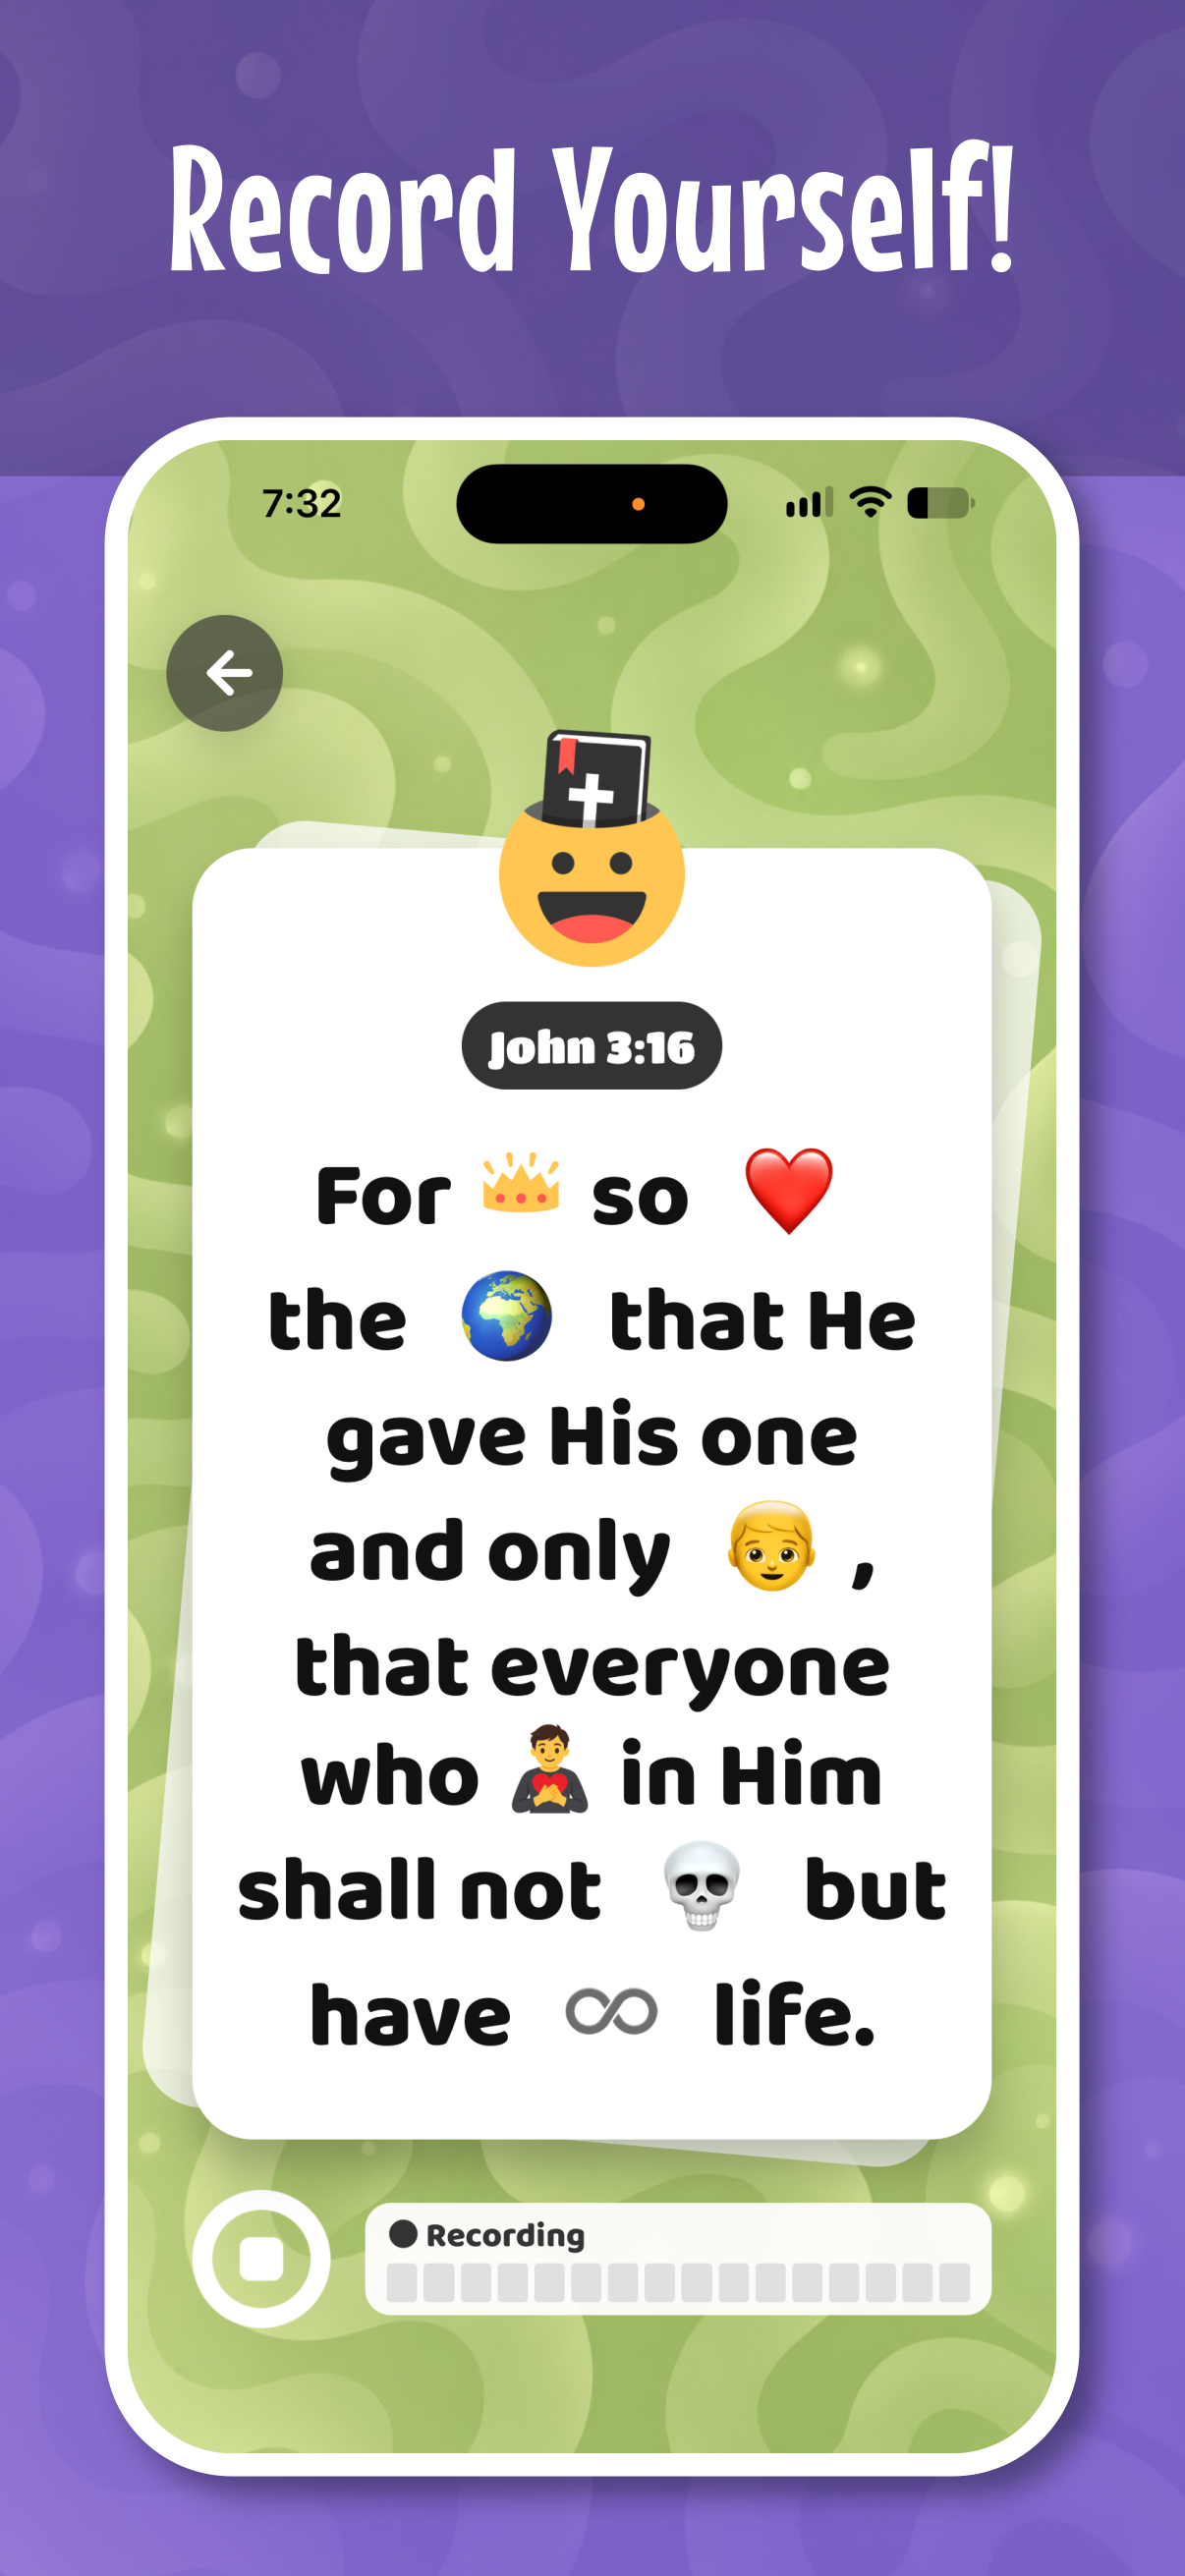 Record Yourself!
7:32
John 3:16
For 👑 so ❤️
the 🌍 that He
gave His one
and only 👦 ,
that everyone
who in Him
shall not 💀 but
have ♾ life.
Recording